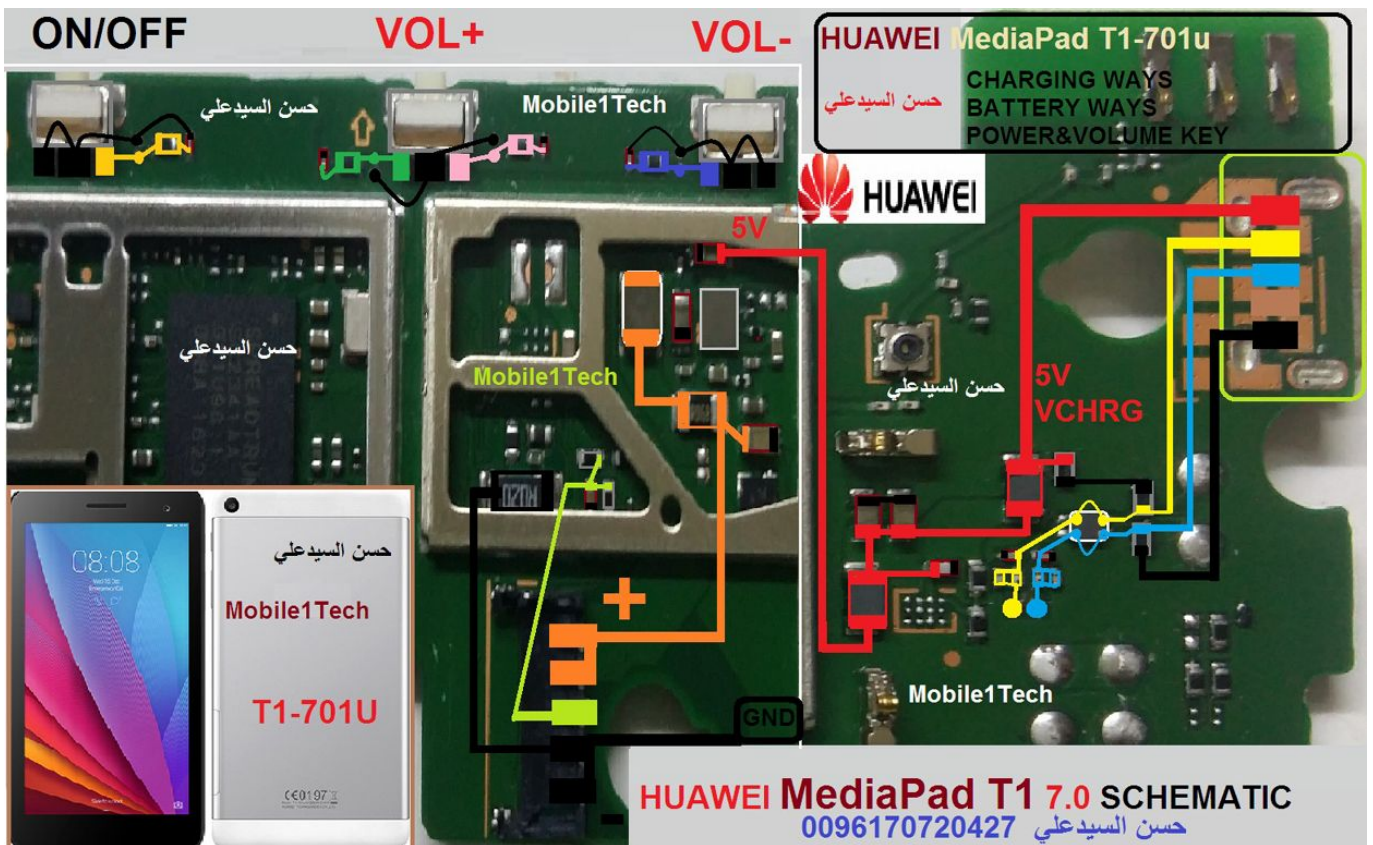 ON/OFF
VOL+
VOL-
HUAWEI MediaPad T1-701u
CHARGING WAYS
حسن السيدعلي
BATTERY WAYS
POWER&VOLUME KEY
حسن السيدعلي
Mobile1Tech
HUAWEI
5V
حسن السيدعلي
Mobile1Tech
حسن السيدعلي
5V
VCHRG
R020
08:08
حسن السيدعلي
Mobile1Tech
T1-701U
CE0197
+
GND
-
Mobile1Tech
HUAWEI MediaPad T1 7.0 SCHEMATIC
حسن السيدعلي 0096170720427